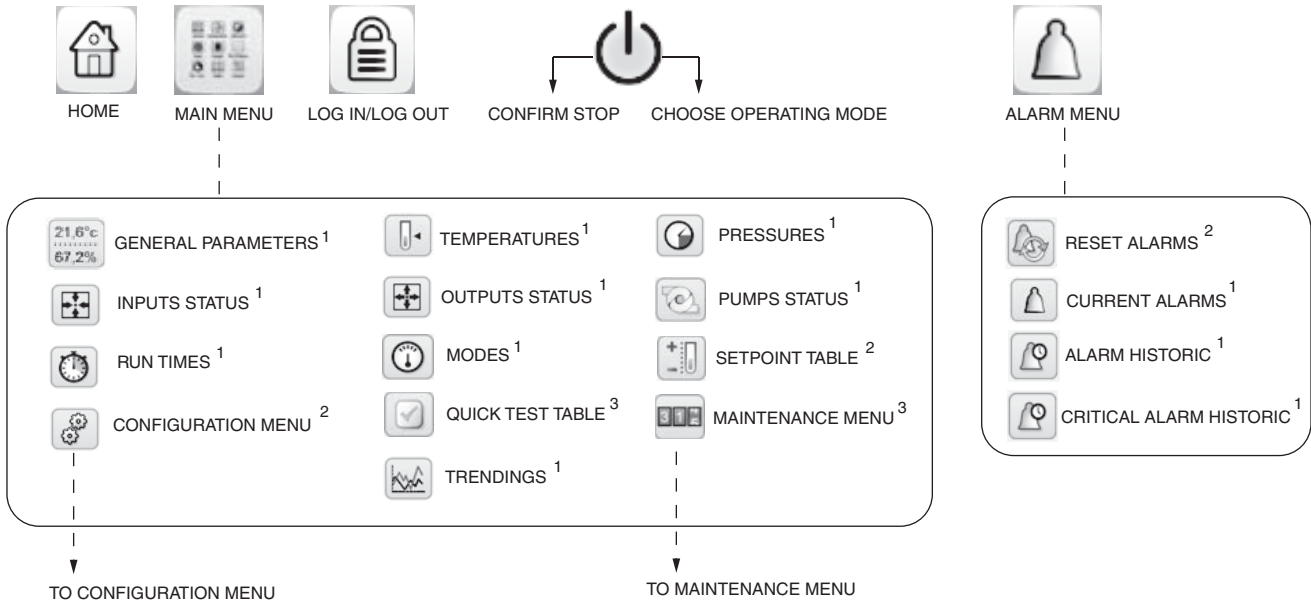 HOME
MAIN MENU
LOG IN/LOG OUT
CONFIRM STOP
CHOOSE OPERATING MODE
ALARM MENU
21,6°c
67,2%
GENERAL PARAMETERS 1
TEMPERATURES 1
PRESSURES 1
INPUTS STATUS 1
OUTPUTS STATUS 1
PUMPS STATUS 1
RUN TIMES 1
MODES 1
SETPOINT TABLE 2
CONFIGURATION MENU 2
QUICK TEST TABLE 3
MAINTENANCE MENU 3
TRENDINGS 1
RESET ALARMS 2
CURRENT ALARMS 1
ALARM HISTORIC 1
CRITICAL ALARM HISTORIC 1
TO CONFIGURATION MENU
TO MAINTENANCE MENU